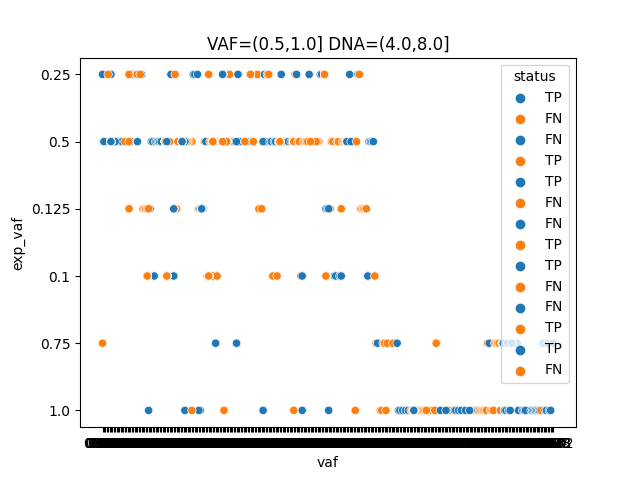 VAF=(0.5,1.0] DNA=(4.0,8.0]
0.25
0.5
0.125
0.1
0.75
1.0
exp_vaf
status
TP
FN
FN
TP
TP
FN
FN
TP
TP
FN
FN
TP
TP
FN
vaf